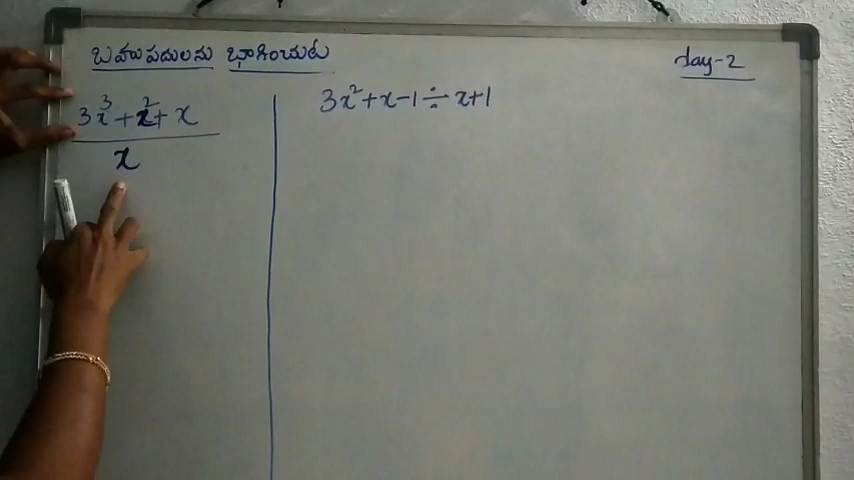 బహుపదులను భాగించుట
day-2
3x³ + x² + x
x
3x² + x - 1 ÷ x + 1